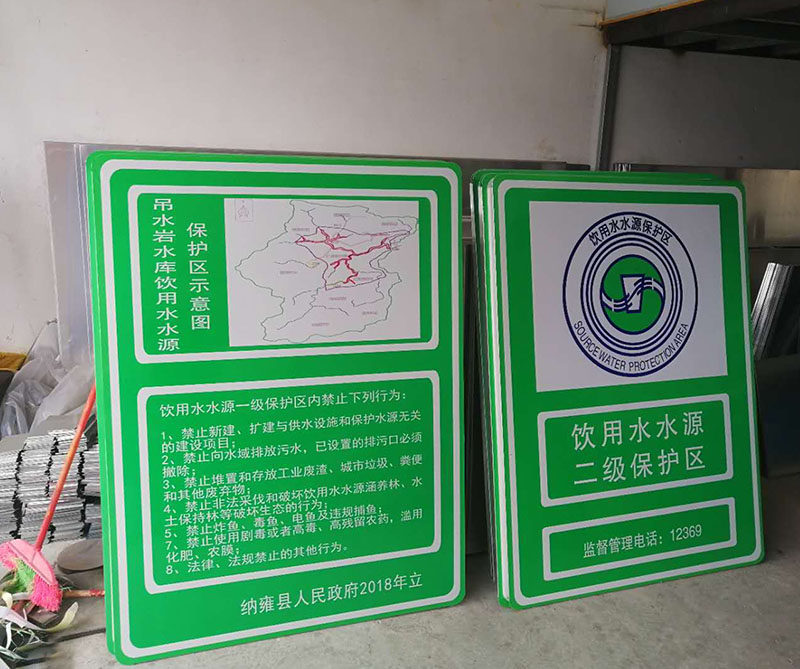 吊水岩水库饮用水水源
保护区示意图
饮用水水源一级保护区内禁止下列行为：
1、禁止新建、扩建与供水设施和保护水源无关
的建设项目；
2、禁止向水域排放污水，已设置的排污口必须
撤除；
3、禁止堆置和存放工业废渣、城市垃圾、粪便
和其他废弃物；
4、禁止非法采伐和破坏饮用水水源涵养林、水
土保持林等破坏生态的行为；
5、禁止炸鱼、毒鱼、电鱼及违规捕鱼；
7、禁止使用剧毒或者高毒、高残留农药，滥用
化肥、农膜；
8、法律、法规禁止的其他行为。
纳雍县人民政府2018年立
饮用水水源保护区
SOURCE WATER PROTECTION AREA
饮用水水源
二级保护区
监督管理电话：12369